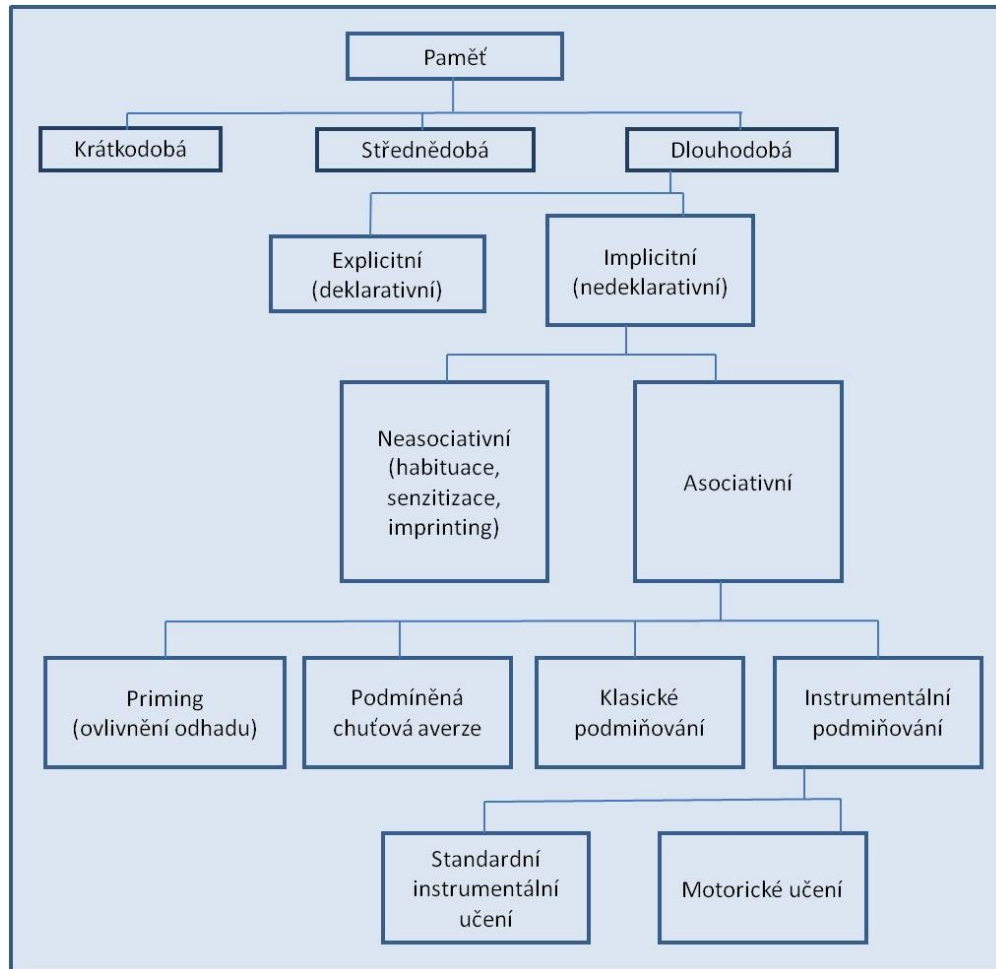 Paměť
Krátkodobá
Střednědobá
Dlouhodobá
Explicitní
(deklarativní)
Implicitní
(nedeklarativní)
Neasociativní
(habituace,
senzitizace,
imprinting)
Asociativní
Priming
(ovlivnění odhadu)
Podmíněná
chuťová averze
Klasické
podmiňování
Instrumentální
podmiňování
Standardní
instrumentální
učení
Motorické učení